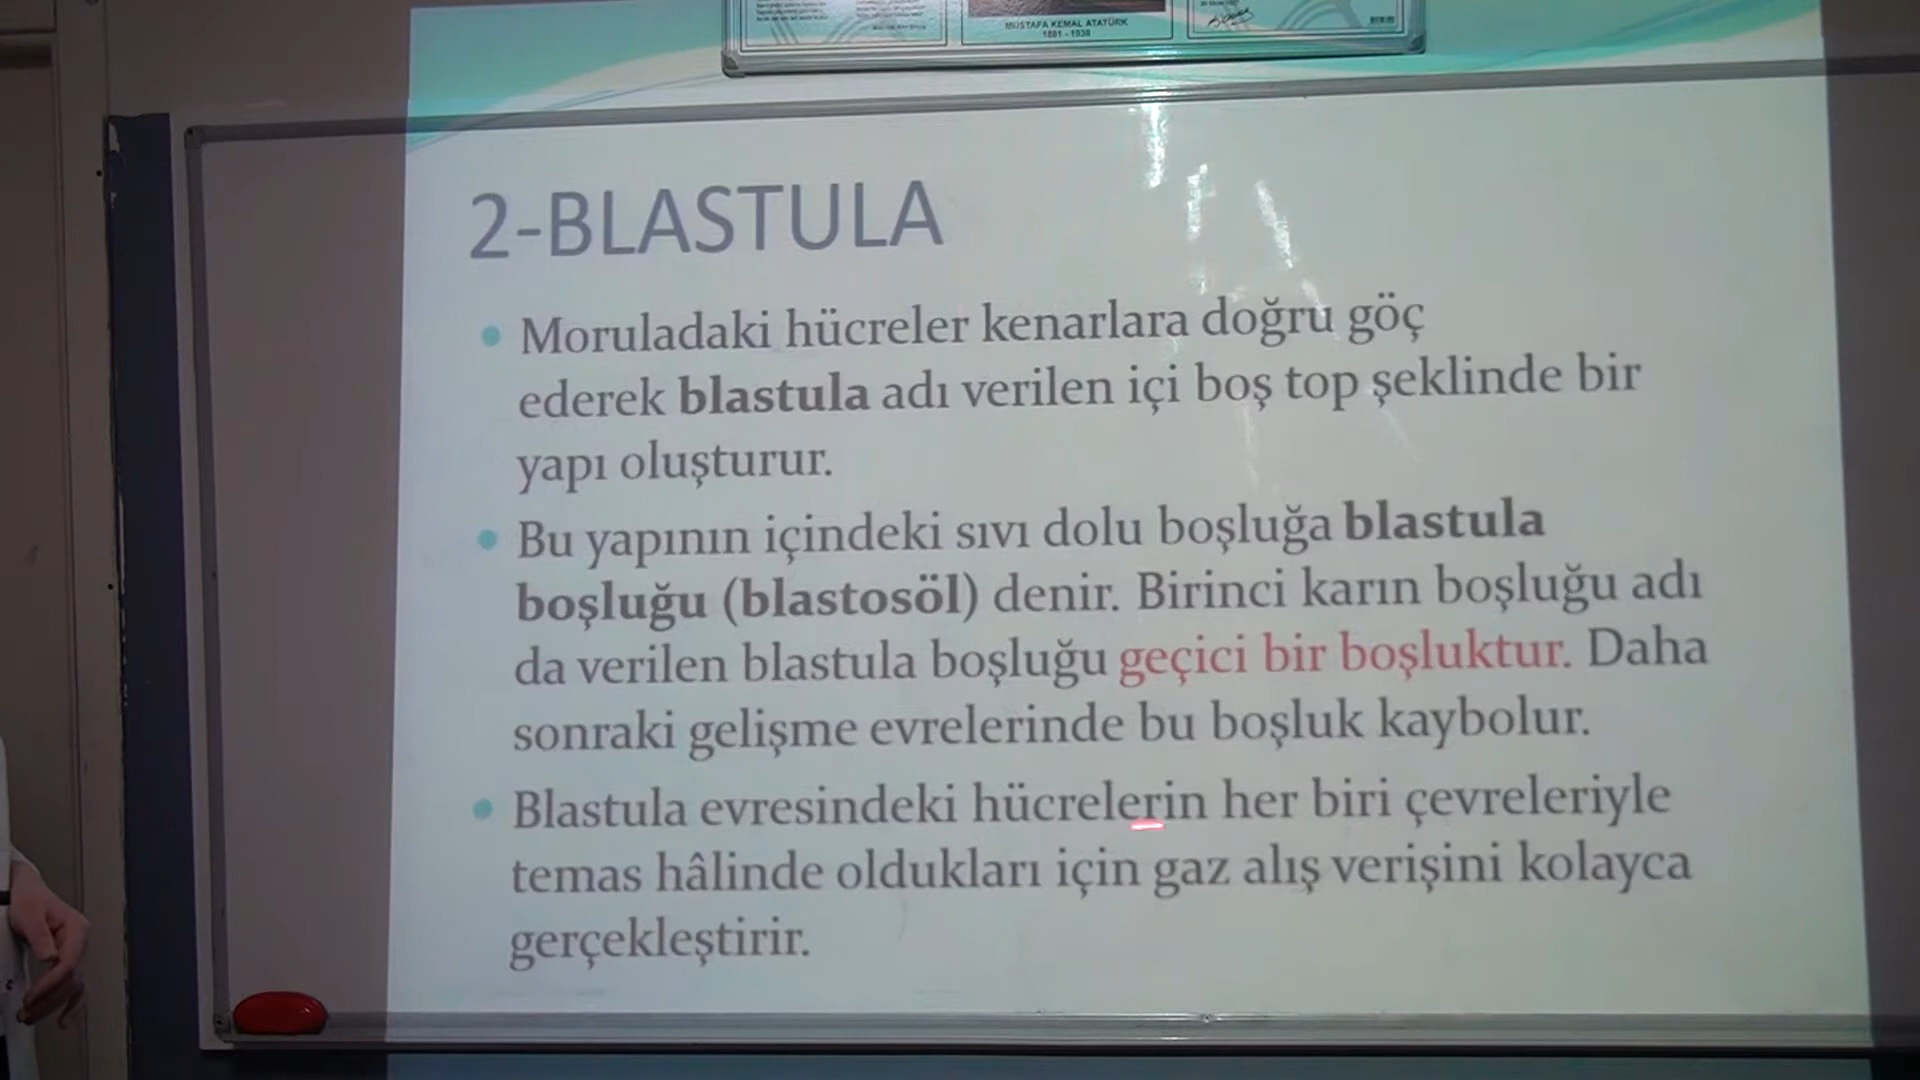 MUSTAFA KEMAL ATATÜRK
1881 - 1938
2-BLASTULA
• Moruladaki hücreler kenarlara doğru göç
ederek blastula adı verilen içi boş top şeklinde bir
yapı oluşturur.
• Bu yapının içindeki sıvı dolu boşluğa blastula
boşluğu (blastosöl) denir. Birinci karın boşluğu adı
da verilen blastula boşluğu geçici bir boşluktur. Daha
sonraki gelişme evrelerinde bu boşluk kaybolur.
• Blastula evresindeki hücrelerin her biri çevreleriyle
temas hâlinde oldukları için gaz alış verişini kolayca
gerçekleştirir.